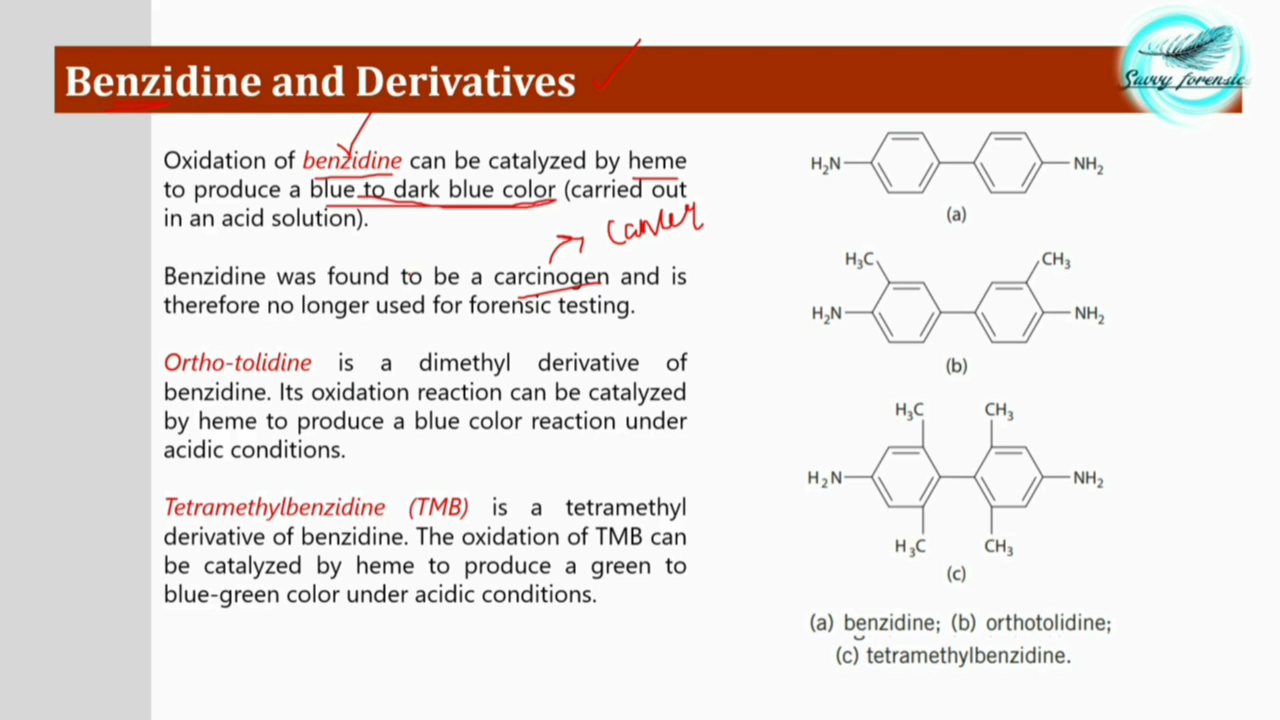 Benzidine and Derivatives
Savvy forensics
Oxidation of benzidine can be catalyzed by heme
to produce a blue to dark blue color (carried out
in an acid solution).
cancer
Benzidine was found to be a carcinogen and is
therefore no longer used for forensic testing.
Ortho-tolidine is a dimethyl derivative of
benzidine. Its oxidation reaction can be catalyzed
by heme to produce a blue color reaction under
acidic conditions.
Tetramethylbenzidine (TMB) is a tetramethyl
derivative of benzidine. The oxidation of TMB can
be catalyzed by heme to produce a green to
blue-green color under acidic conditions.
H₂N NH₂
(a)
H₃C CH₃
H₂N NH₂
(b)
H₃C CH₃
H₂N NH₂
H₃C CH₃
(c)
(a) benzidine; (b) orthotolidine;
(c) tetramethylbenzidine.